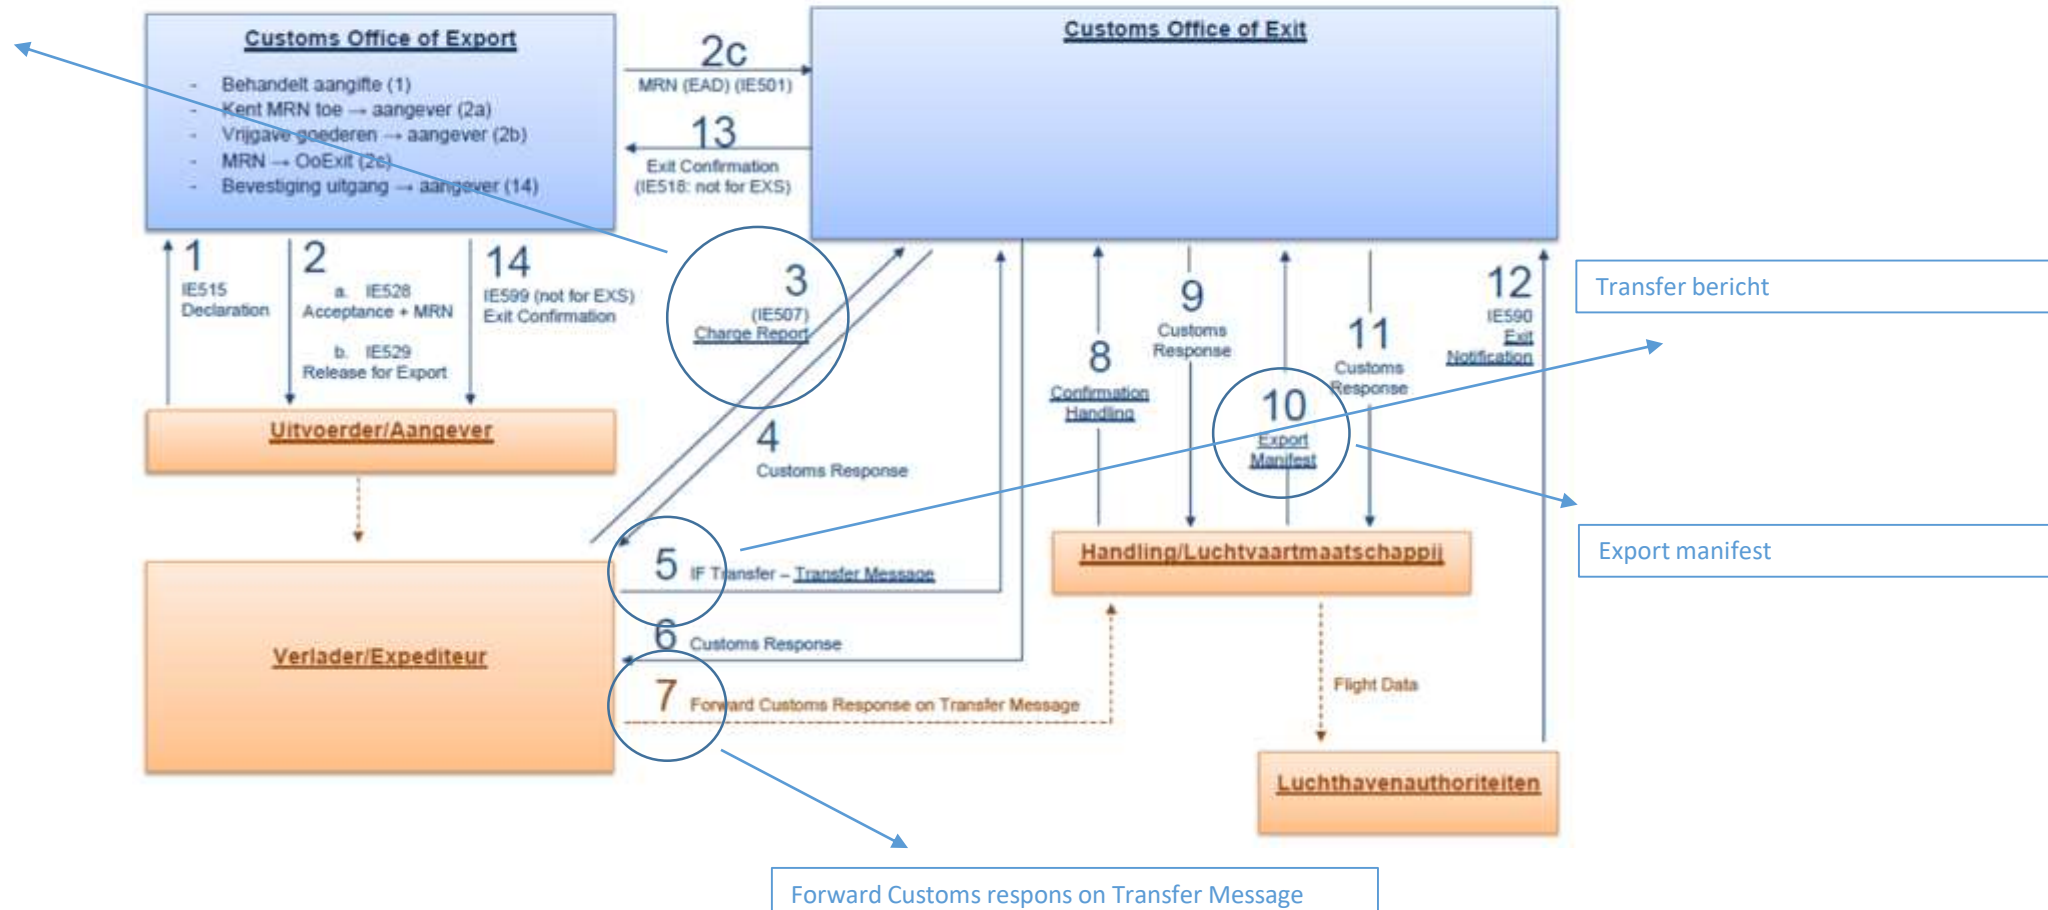 Customs Office of Export
- Behandelt aangifte (1)
- Kent MRN toe → aangever (2a)
- Vrijgave goederen → aangever (2b)
- MRN → OoExit (2c)
- Bevestiging uitgang → aangever (14)
2c
MRN (EAD) (IE501)
13
Exit Confirmation
(IE518: not for EXS)
Customs Office of Exit
1
IE515
Declaration
2
a. IE528
Acceptance + MRN
b. IE529
Release for Export
14
IE599 (not for EXS)
Exit Confirmation
3
(IE507)
Charge Report
4
Customs Response
8
Confirmation
Handling
9
Customs
Response
10
Export
Manifest
11
Customs
Response
12
IE590
Exit
Notification
Transfer bericht
Uitvoerder/Aangever
Export manifest
Handling/Luchtvaartmaatschappij
5 IF Transfer – Transfer Message
6 Customs Response
Verlader/Expediteur
7 Forward Customs Response on Transfer Message
Flight Data
Luchthavenauthoriteiten
Forward Customs respons on Transfer Message